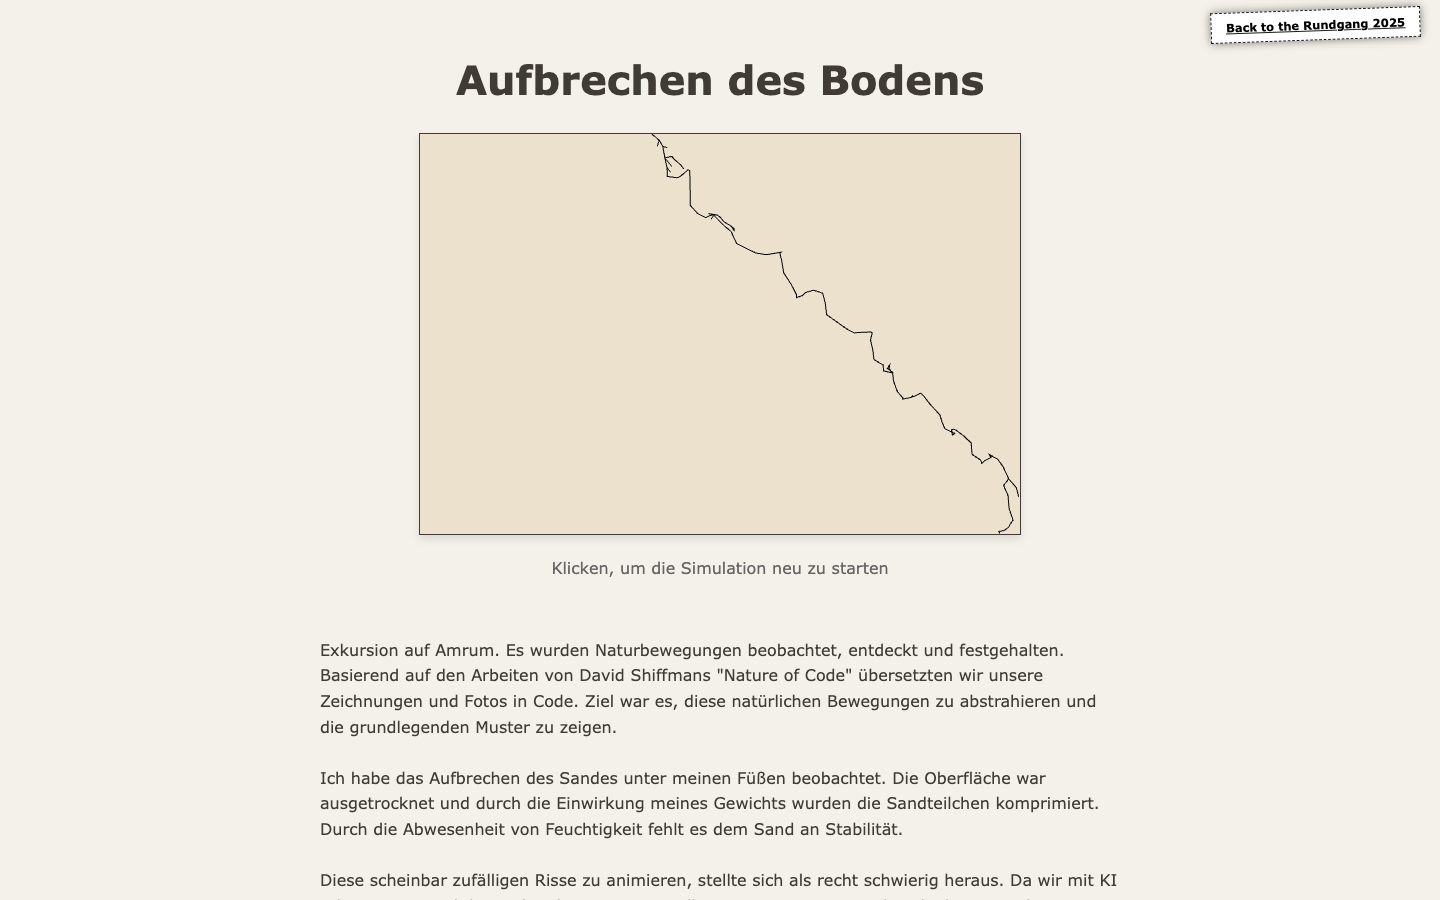 Back to the Rundgang 2025
Aufbrechen des Bodens
Klicken, um die Simulation neu zu starten
Exkursion auf Amrum. Es wurden Naturbewegungen beobachtet, entdeckt und festgehalten.
Basierend auf den Arbeiten von David Shiffmans "Nature of Code" übersetzten wir unsere
Zeichnungen und Fotos in Code. Ziel war es, diese natürlichen Bewegungen zu abstrahieren und
die grundlegenden Muster zu zeigen.
Ich habe das Aufbrechen des Sandes unter meinen Füßen beobachtet. Die Oberfläche war
ausgetrocknet und durch die Einwirkung meines Gewichts wurden die Sandteilchen komprimiert.
Durch die Abwesenheit von Feuchtigkeit fehlt es dem Sand an Stabilität.
Diese scheinbar zufälligen Risse zu animieren, stellte sich als recht schwierig heraus. Da wir mit KI